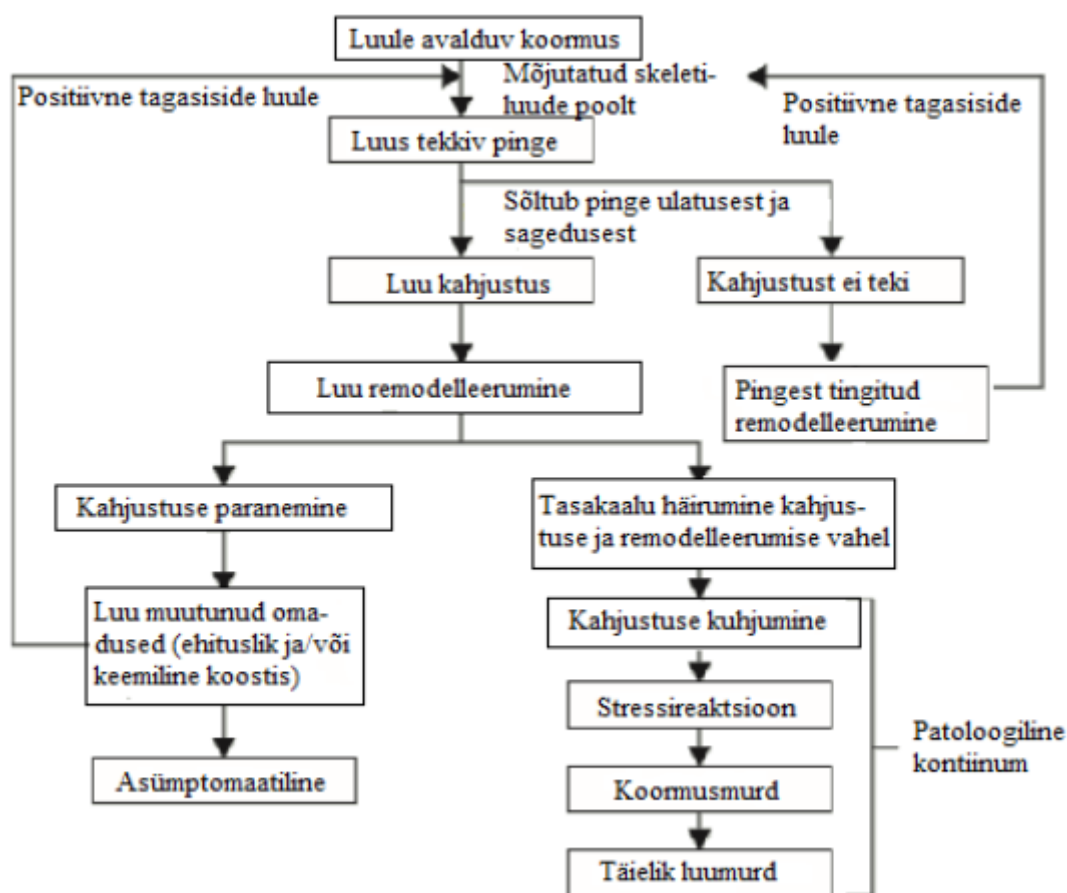 Luule avalduv koormus
Positiivne tagasiside luule
Mõjutatud skeleti-
luude poolt
Positiivne tagasiside
luule
Luus tekkiv pinge
Sõltub pinge ulatusest ja
sagedusest
Luu kahjustus
Kahjustust ei teki
Luu remodelleerumine
Pingest tingitud
remodelleerumine
Kahjustuse paranemine
Tasakaalu häirumine kahjus-
tuse ja remodelleerumise vahel
Luu muutunud oma-
dused (ehituslik ja/või
keemiline koostis)
Kahjustuse kuhjumine
Stressireaktsioon
Patoloogiline
kontiinum
Asümptomaatiline
Koormusmurd
Täielik luumurd